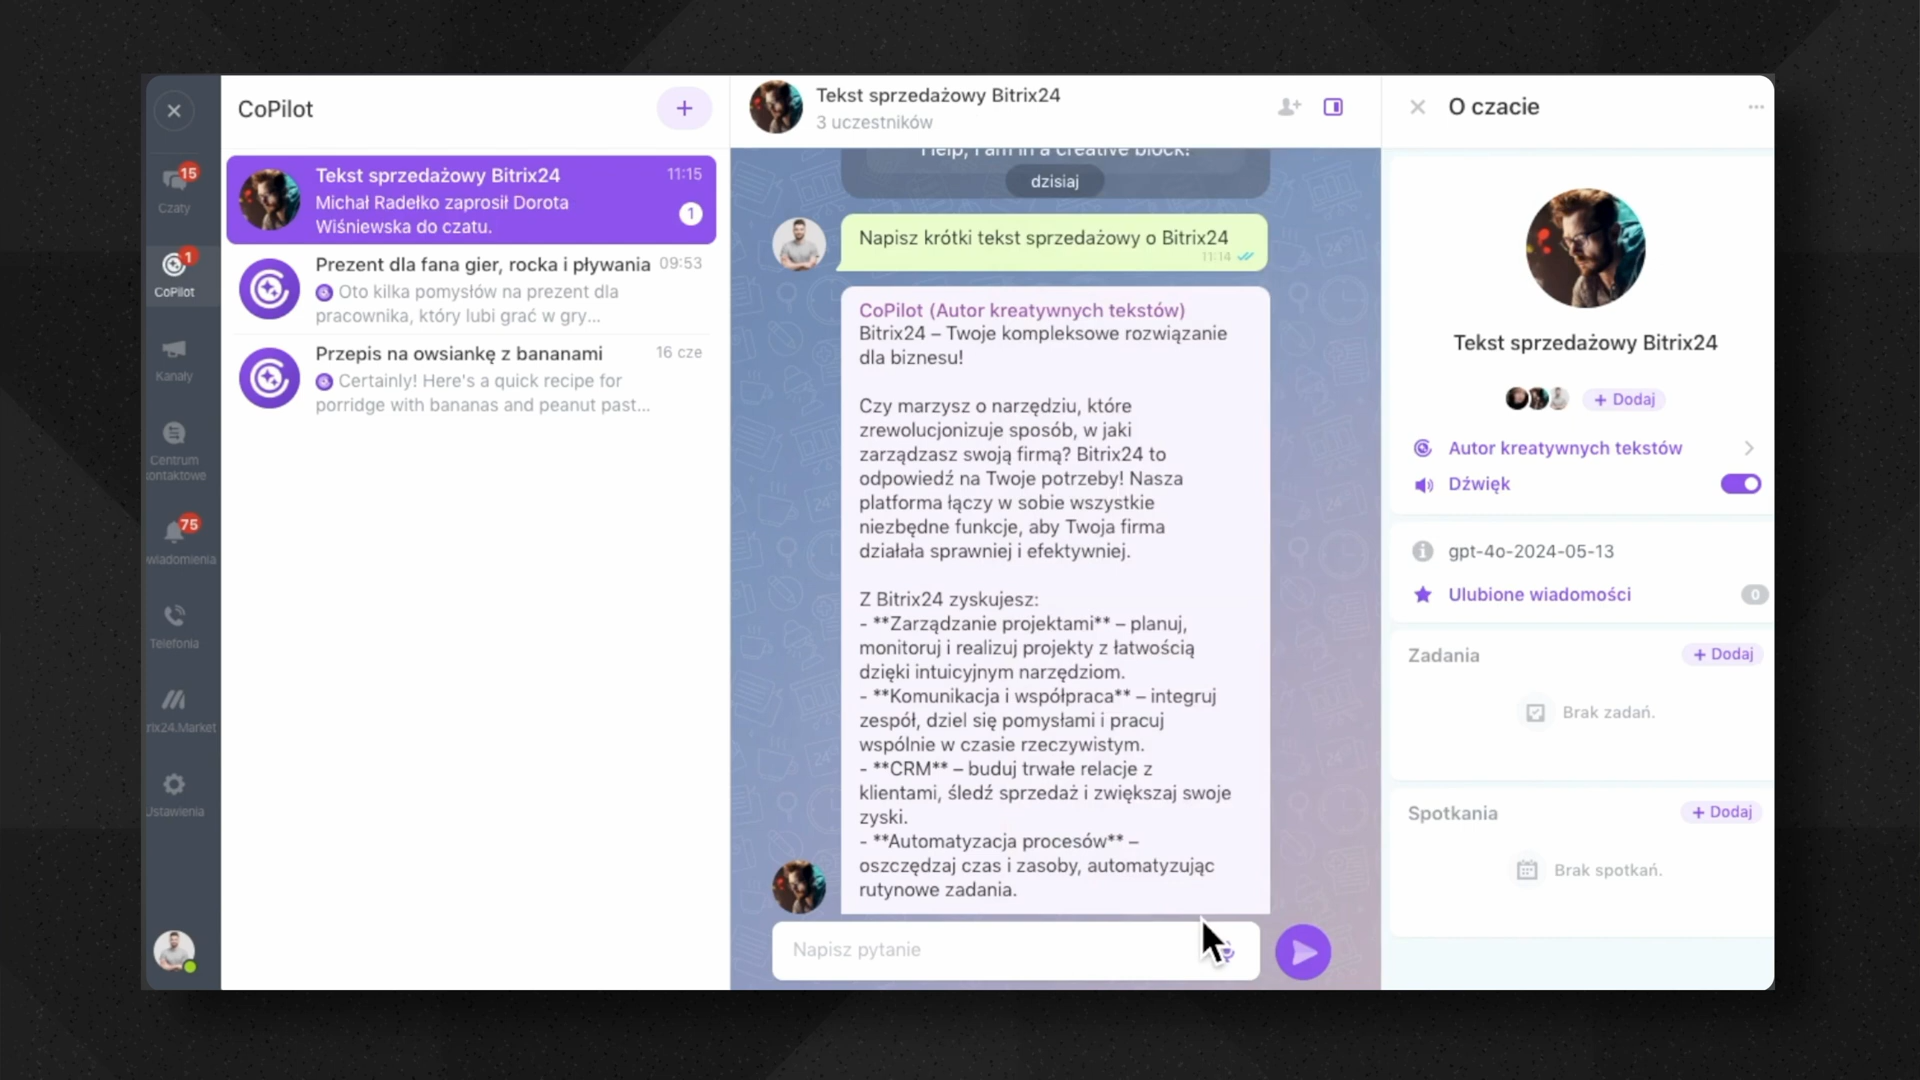 15
Czaty
1
CoPilot
Kanały
Centrum
ontaktowe
75
wiadomienia
Telefonia
rix24.Market
Ustawienia
CoPilot
+
Tekst sprzedażowy Bitrix24
11:15
Michał Radełko zaprosił Dorota
Wiśniewska do czatu.
1
Prezent dla fana gier, rocka i pływania
09:53
Oto kilka pomysłów na prezent dla
pracownika, który lubi grać w gry...
Przepis na owsiankę z bananami
16 cze
Certainly! Here's a quick recipe for
porridge with bananas and peanut past...
Tekst sprzedażowy Bitrix24
3 uczestników
Help, I am in a creative block!
dzisiaj
Napisz krótki tekst sprzedażowy o Bitrix24
11:14
CoPilot (Autor kreatywnych tekstów)
Bitrix24 – Twoje kompleksowe rozwiązanie
dla biznesu!
Czy marzysz o narzędziu, które
zrewolucjonizuje sposób, w jaki
zarządzasz swoją firmą? Bitrix24 to
odpowiedź na Twoje potrzeby! Nasza
platforma łączy w sobie wszystkie
niezbędne funkcje, aby Twoja firma
działała sprawniej i efektywniej.
Z Bitrix24 zyskujesz:
- **Zarządzanie projektami** – planuj,
monitoruj i realizuj projekty z łatwością
dzięki intuicyjnym narzędziom.
- **Komunikacja i współpraca** – integruj
zespół, dziel się pomysłami i pracuj
wspólnie w czasie rzeczywistym.
- **CRM** – buduj trwałe relacje z
klientami, śledź sprzedaż i zwiększaj swoje
zyski.
- **Automatyzacja procesów** –
oszczędzaj czas i zasoby, automatyzując
rutynowe zadania.
Napisz pytanie
O czacie
Tekst sprzedażowy Bitrix24
+ Dodaj
Autor kreatywnych tekstów
Dźwięk
gpt-4o-2024-05-13
Ulubione wiadomości
0
Zadania
+ Dodaj
Brak zadań.
Spotkania
+ Dodaj
Brak spotkań.